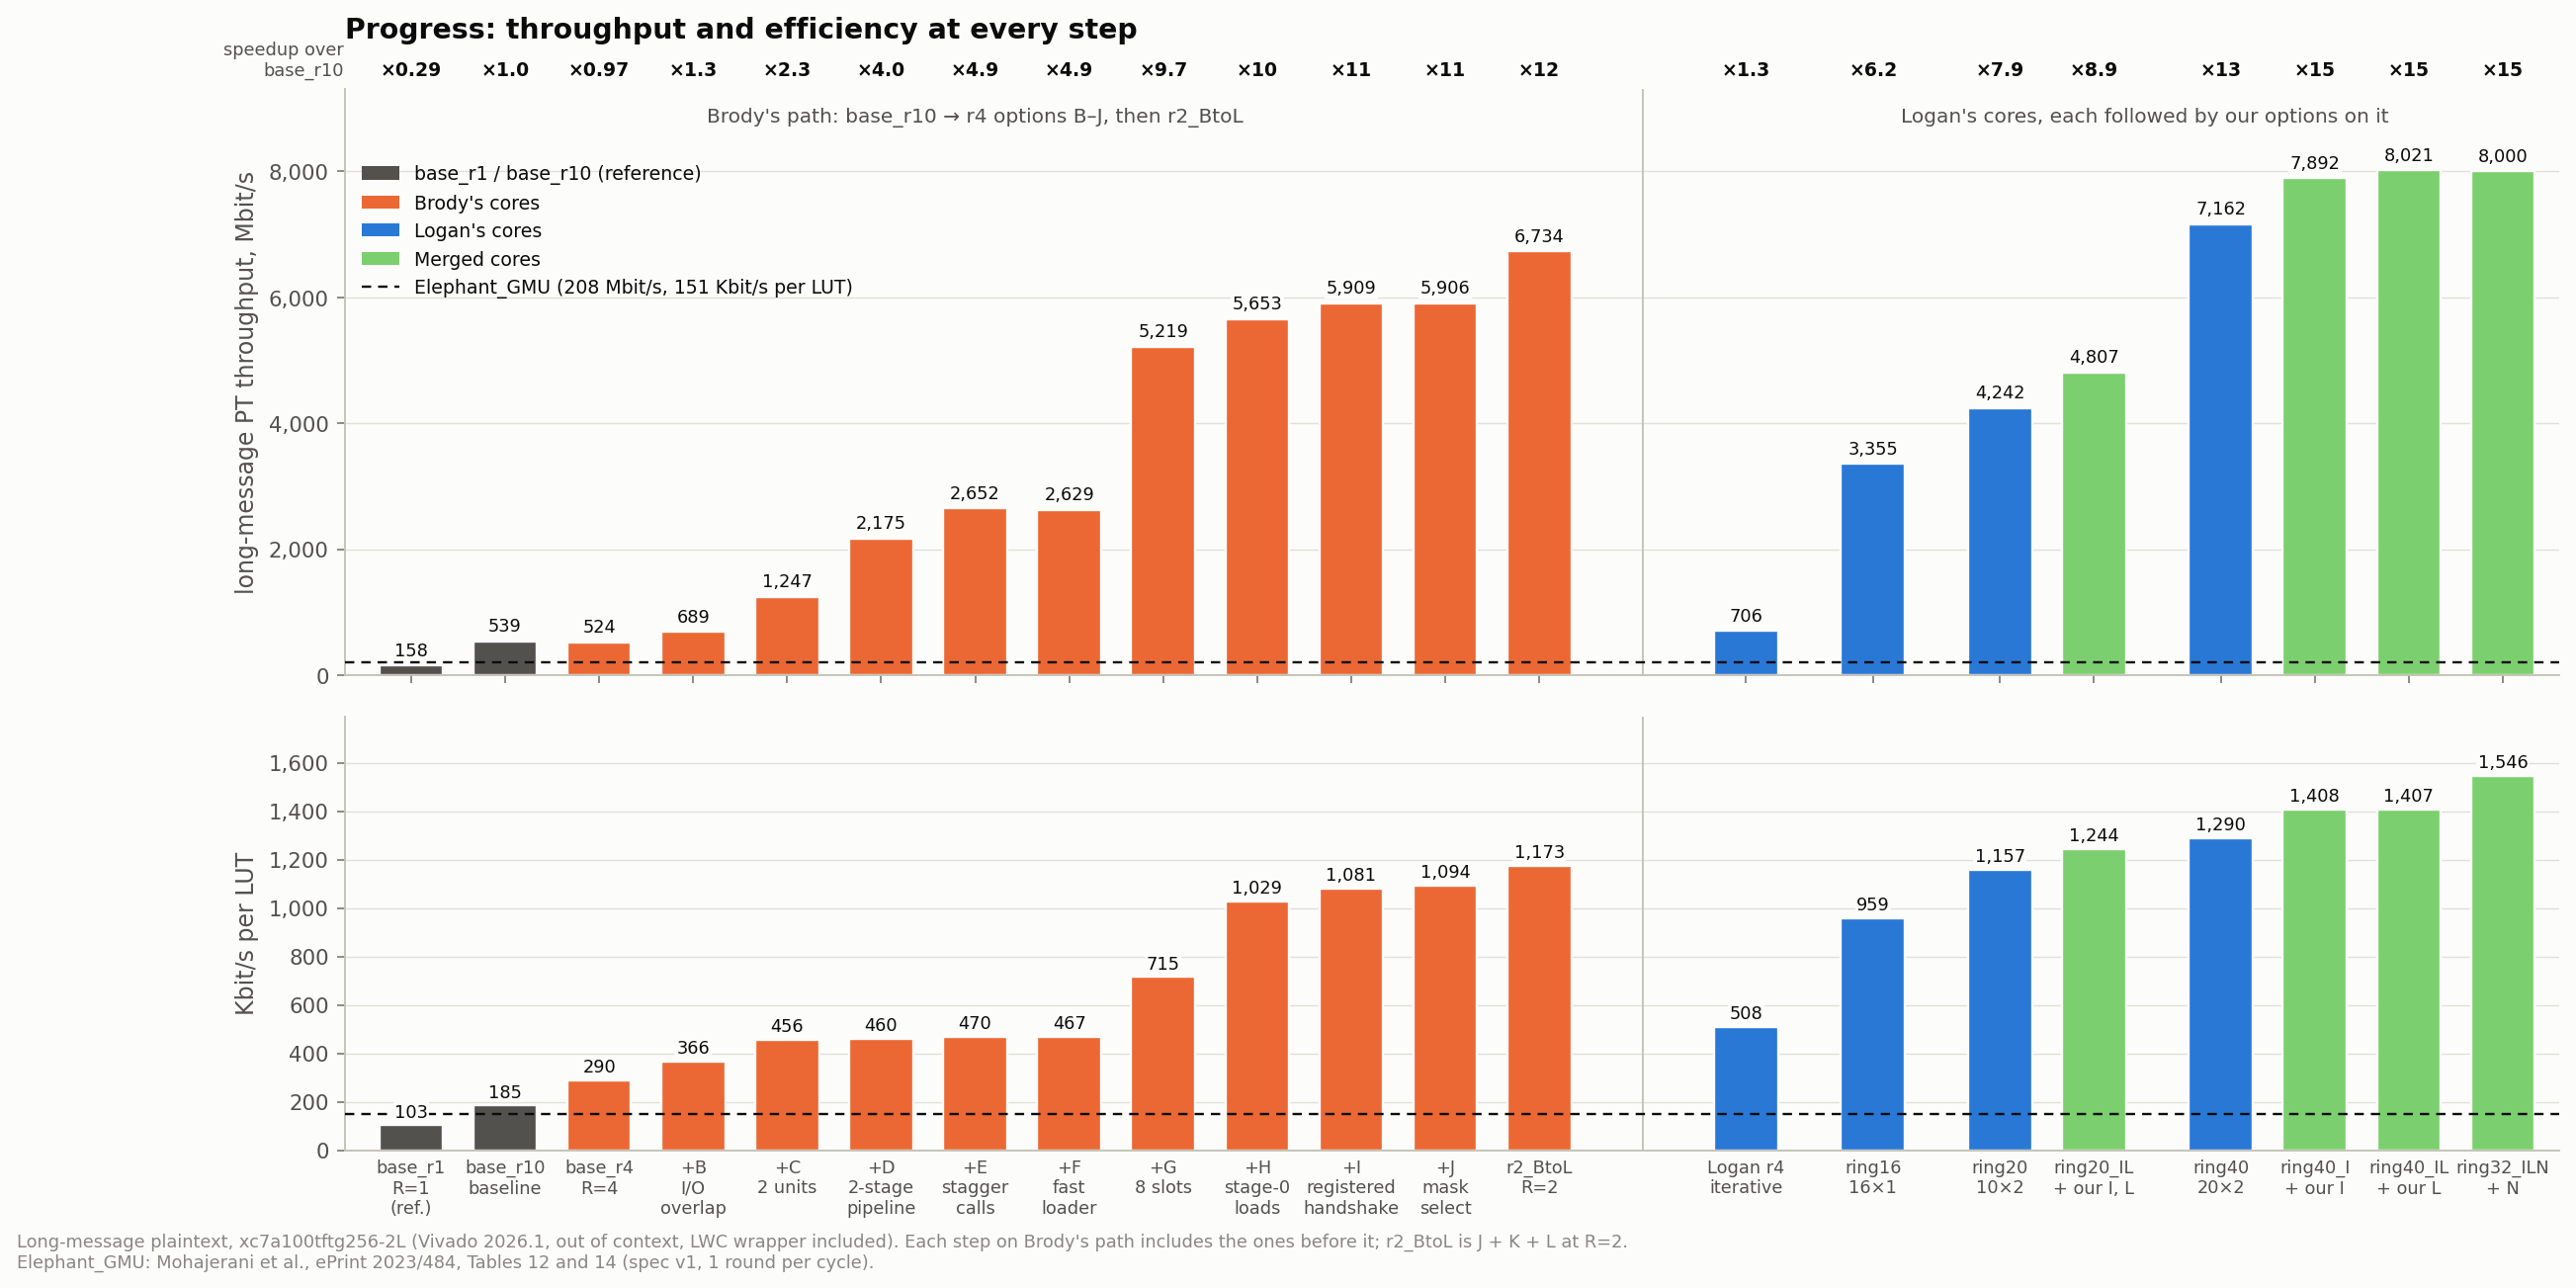 Progress: throughput and efficiency at every step
speedup over
base_r10
×0.29 ×1.0 ×0.97 ×1.3 ×2.3 ×4.0 ×4.9 ×4.9 ×9.7 ×10 ×11 ×11 ×12 ×1.3 ×6.2 ×7.9 ×8.9 ×13 ×15 ×15 ×15
Brody's path: base_r10 → r4 options B–J, then r2_BtoL
Logan's cores, each followed by our options on it
long-message PT throughput, Mbit/s
8,000
6,000
4,000
2,000
0
base_r1 / base_r10 (reference)
Brody's cores
Logan's cores
Merged cores
Elephant_GMU (208 Mbit/s, 151 Kbit/s per LUT)
158 539 524 689 1,247 2,175 2,652 2,629 5,219 5,653 5,909 5,906 6,734 706 3,355 4,242 4,807 7,162 7,892 8,021 8,000
Kbit/s per LUT
1,600
1,400
1,200
1,000
800
600
400
200
0
103 185 290 366 456 460 470 467 715 1,029 1,081 1,094 1,173 508 959 1,157 1,244 1,290 1,408 1,407 1,546
base_r1 base_r10 base_r4 +B +C +D +E +F +G +H +I +J r2_BtoL Logan r4 ring16 ring20 ring20_IL ring40 ring40_I ring40_IL ring32_ILN
R=1 baseline R=4 I/O 2 units 2-stage stagger fast 8 slots stage-0 registered mask R=2 iterative 16×1 10×2 + our I, L 20×2 + our I + our L + N
(ref.) overlap pipeline calls loader loads handshake select
Long-message plaintext, xc7a100tftg256-2L (Vivado 2026.1, out of context, LWC wrapper included). Each step on Brody's path includes the ones before it; r2_BtoL is J + K + L at R=2.
Elephant_GMU: Mohajerani et al., ePrint 2023/484, Tables 12 and 14 (spec v1, 1 round per cycle).